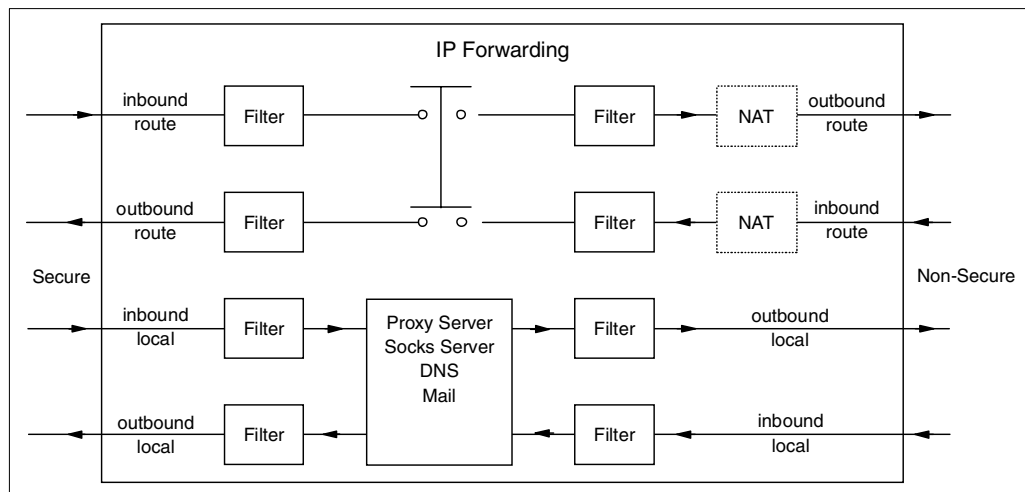 IP Forwarding
inbound
route
Filter
Filter
NAT
outbound
route
outbound
route
Filter
Filter
NAT
inbound
route
Secure
Non-Secure
inbound
local
Filter
Proxy Server
Socks Server
DNS
Mail
Filter
outbound
local
outbound
local
Filter
Filter
inbound
local